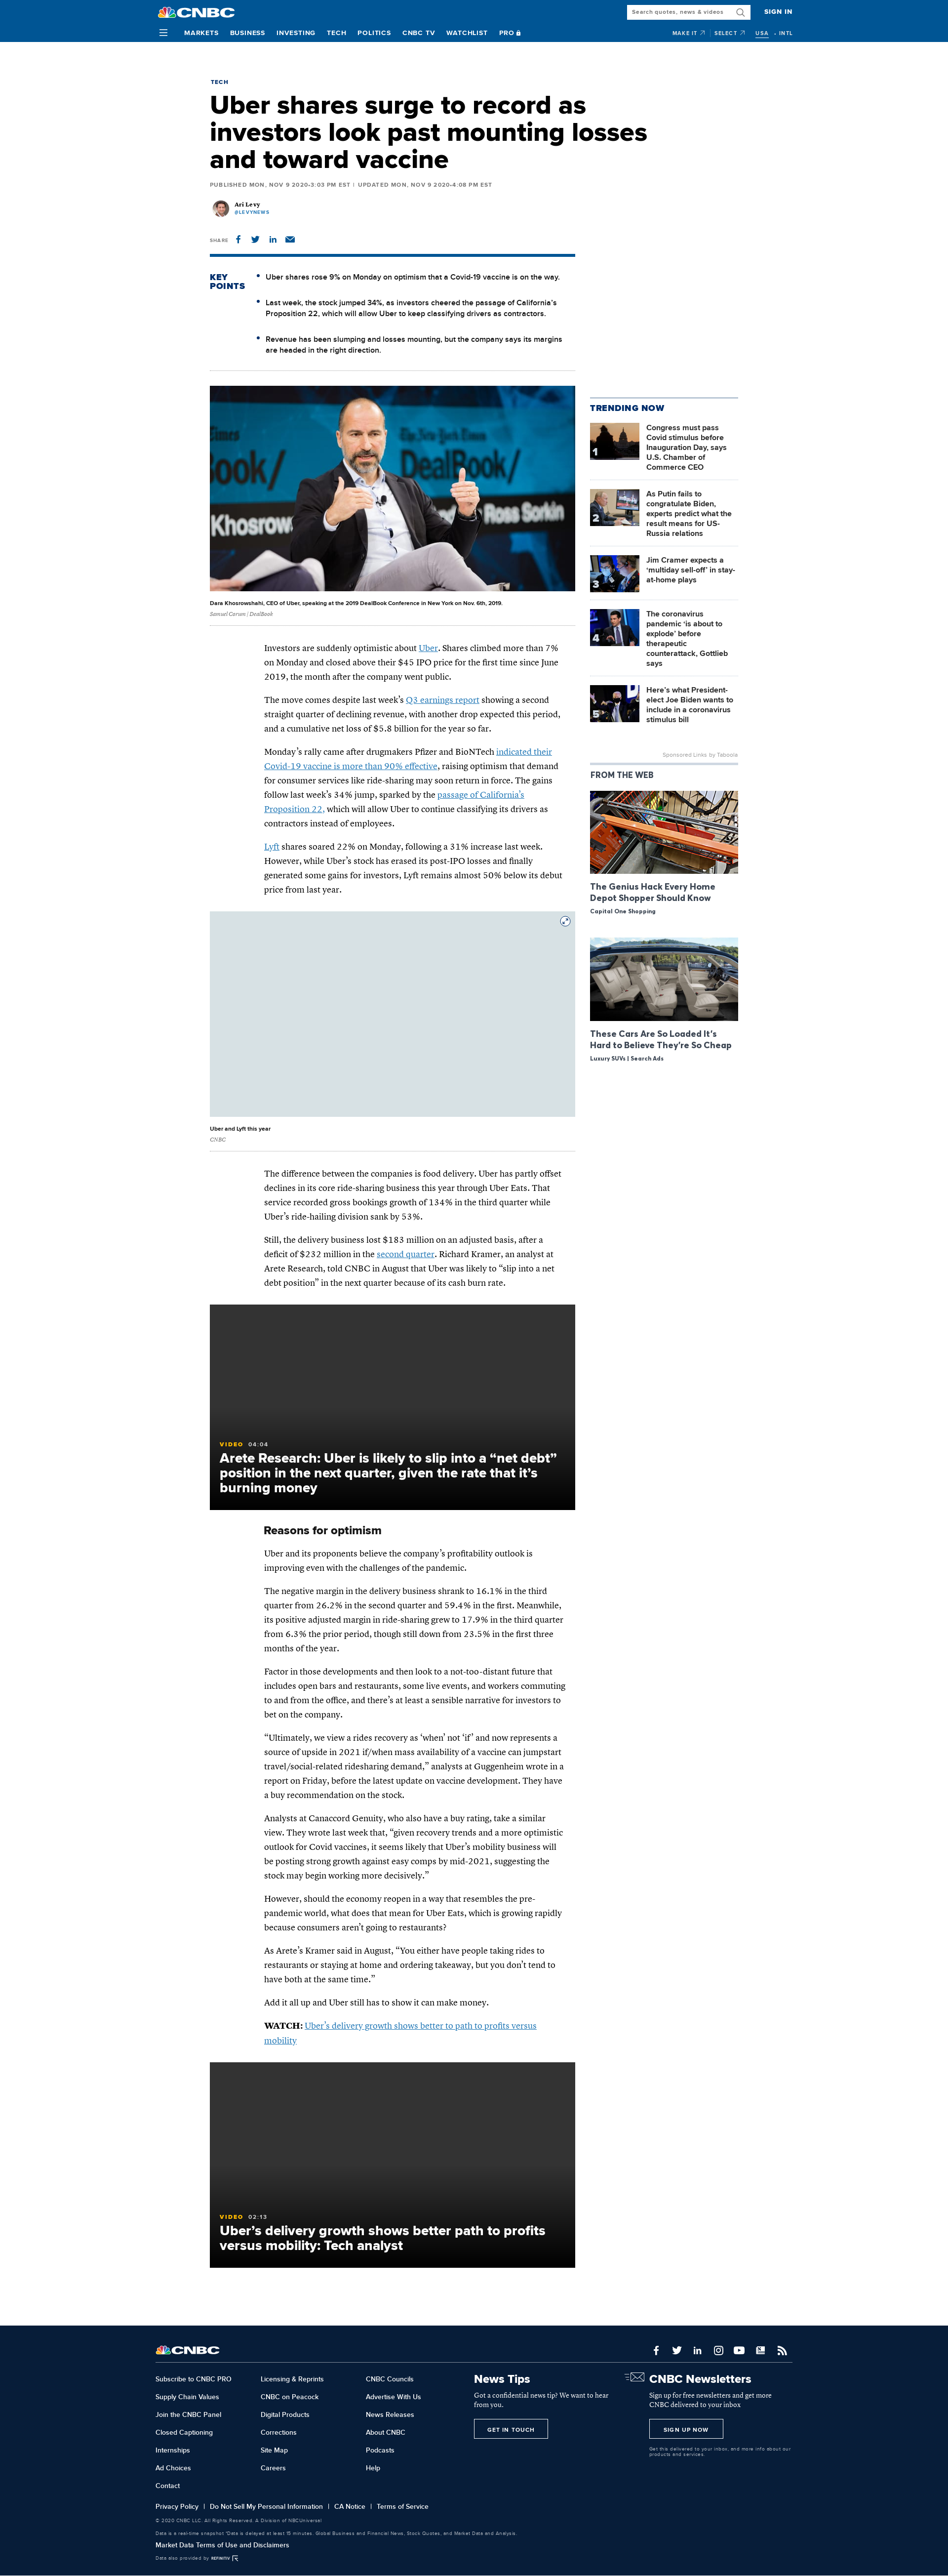 CNBC
Search quotes, news & videos
SIGN IN
MARKETS BUSINESS INVESTING TECH POLITICS CNBC TV WATCHLIST PRO
MAKE IT SELECT USA • INTL
TECH
Uber shares surge to record as
investors look past mounting losses
and toward vaccine
PUBLISHED MON, NOV 9 2020•3:03 PM EST | UPDATED MON, NOV 9 2020•4:08 PM EST
Ari Levy
@LEVYNEWS
SHARE
KEY
POINTS
Uber shares rose 9% on Monday on optimism that a Covid-19 vaccine is on the way.
Last week, the stock jumped 34%, as investors cheered the passage of California's
Proposition 22, which will allow Uber to keep classifying drivers as contractors.
Revenue has been slumping and losses mounting, but the company says its margins
are headed in the right direction.
Dara Khosrowshahi, CEO of Uber, speaking at the 2019 DealBook Conference in New York on Nov. 6th, 2019.
Samuel Corum | DealBook
Investors are suddenly optimistic about Uber. Shares climbed more than 7%
on Monday and closed above their $45 IPO price for the first time since June
2019, the month after the company went public.
The move comes despite last week's Q3 earnings report showing a second
straight quarter of declining revenue, with another drop expected this period,
and a cumulative net loss of $5.8 billion for the year so far.
Monday's rally came after drugmakers Pfizer and BioNTech indicated their
Covid-19 vaccine is more than 90% effective, raising optimism that demand
for consumer services like ride-sharing may soon return in force. The gains
follow last week's 34% jump, sparked by the passage of California's
Proposition 22, which will allow Uber to continue classifying its drivers as
contractors instead of employees.
Lyft shares soared 22% on Monday, following a 31% increase last week.
However, while Uber's stock has erased its post-IPO losses and finally
generated some gains for investors, Lyft remains almost 50% below its debut
price from last year.
Uber and Lyft this year
CNBC
The difference between the companies is food delivery. Uber has partly offset
declines in its core ride-sharing business this year through Uber Eats. That
service recorded gross bookings growth of 134% in the third quarter while
Uber's ride-hailing division sank by 53%.
Still, the delivery business lost $183 million on an adjusted basis, after a
deficit of $232 million in the second quarter. Richard Kramer, an analyst at
Arete Research, told CNBC in August that Uber was likely to "slip into a net
debt position" in the next quarter because of its cash burn rate.
VIDEO 04:04
Arete Research: Uber is likely to slip into a "net debt"
position in the next quarter, given the rate that it's
burning money
Reasons for optimism
Uber and its proponents believe the company's profitability outlook is
improving even with the challenges of the pandemic.
The negative margin in the delivery business shrank to 16.1% in the third
quarter from 26.2% in the second quarter and 59.4% in the first. Meanwhile,
its positive adjusted margin in ride-sharing grew to 17.9% in the third quarter
from 6.3% the prior period, though still down from 23.5% in the first three
months of the year.
Factor in those developments and then look to a not-too-distant future that
includes open bars and restaurants, some live events, and workers commuting
to and from the office, and there's at least a sensible narrative for investors to
bet on the company.
"Ultimately, we view a rides recovery as 'when' not 'if' and now represents a
source of upside in 2021 if/when mass availability of a vaccine can jumpstart
travel/social-related ridesharing demand," analysts at Guggenheim wrote in a
report on Friday, before the latest update on vaccine development. They have
a buy recommendation on the stock.
Analysts at Canaccord Genuity, who also have a buy rating, take a similar
view. They wrote last week that, "given recovery trends and a more optimistic
outlook for Covid vaccines, it seems likely that Uber's mobility business will
be posting strong growth against easy comps by mid-2021, suggesting the
stock may begin working more decisively."
However, should the economy reopen in a way that resembles the pre-
pandemic world, what does that mean for Uber Eats, which is growing rapidly
because consumers aren't going to restaurants?
As Arete's Kramer said in August, "You either have people taking rides to
restaurants or staying at home and ordering takeaway, but you don't tend to
have both at the same time."
Add it all up and Uber still has to show it can make money.
WATCH: Uber's delivery growth shows better to path to profits versus
mobility
VIDEO 02:13
Uber's delivery growth shows better path to profits
versus mobility: Tech analyst
TRENDING NOW
1
Congress must pass
Covid stimulus before
Inauguration Day, says
U.S. Chamber of
Commerce CEO
2
As Putin fails to
congratulate Biden,
experts predict what the
result means for US-
Russia relations
3
Jim Cramer expects a
'multiday sell-off' in stay-
at-home plays
4
The coronavirus
pandemic 'is about to
explode' before
therapeutic
counterattack, Gottlieb
says
5
Here's what President-
elect Joe Biden wants to
include in a coronavirus
stimulus bill
Sponsored Links by Taboola
FROM THE WEB
The Genius Hack Every Home
Depot Shopper Should Know
Capital One Shopping
These Cars Are So Loaded It's
Hard to Believe They're So Cheap
Luxury SUVs | Search Ads
CNBC
Subscribe to CNBC PRO
Supply Chain Values
Join the CNBC Panel
Closed Captioning
Internships
Ad Choices
Contact
Licensing & Reprints
CNBC on Peacock
Digital Products
Corrections
Site Map
Careers
CNBC Councils
Advertise With Us
News Releases
About CNBC
Podcasts
Help
News Tips
Got a confidential news tip? We want to hear
from you.
GET IN TOUCH
CNBC Newsletters
Sign up for free newsletters and get more
CNBC delivered to your inbox
SIGN UP NOW
Get this delivered to your inbox, and more info about our
products and services.
Privacy Policy | Do Not Sell My Personal Information | CA Notice | Terms of Service
© 2020 CNBC LLC. All Rights Reserved. A Division of NBCUniversal
Data is a real-time snapshot *Data is delayed at least 15 minutes. Global Business and Financial News, Stock Quotes, and Market Data and Analysis.
Market Data Terms of Use and Disclaimers
Data also provided by REFINITIV